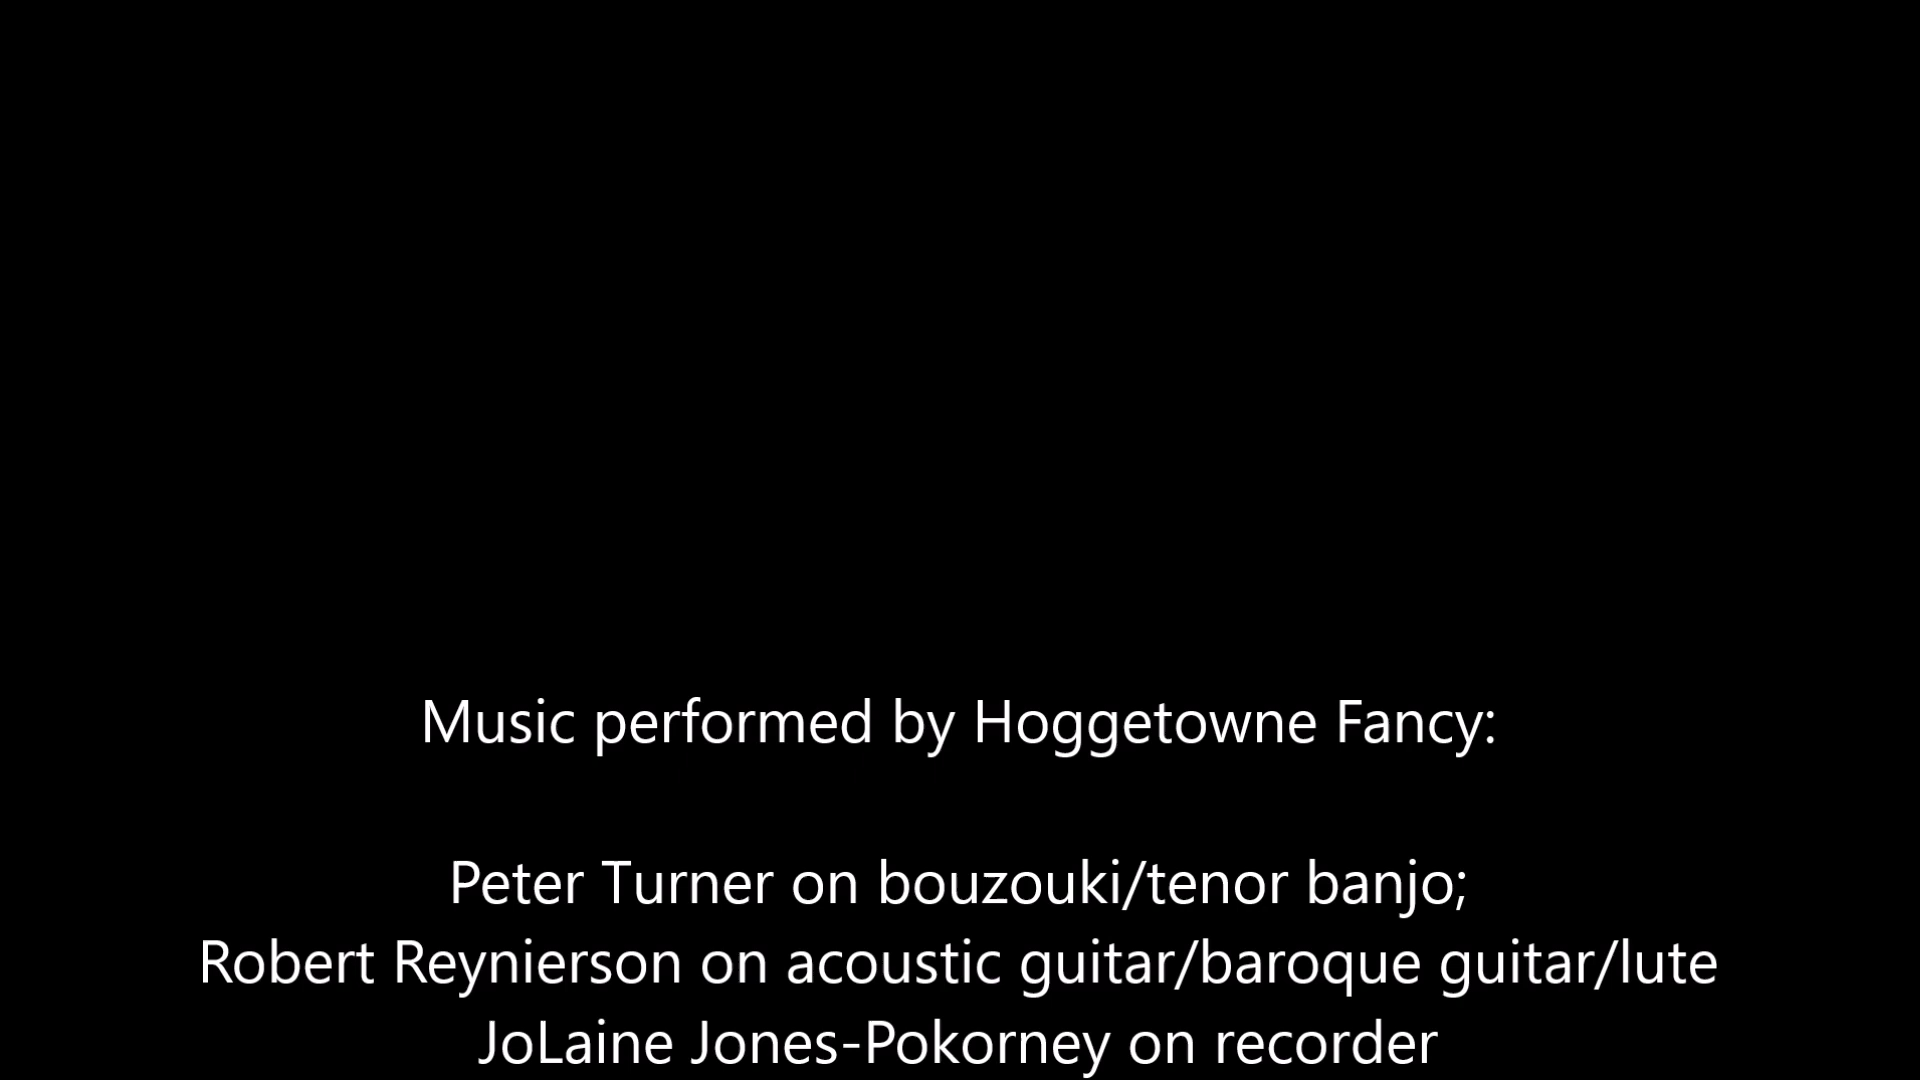 Music performed by Hoggetowne Fancy:
Peter Turner on bouzouki/tenor banjo;
Robert Reynierson on acoustic guitar/baroque guitar/lute
JoLaine Jones-Pokorney on recorder